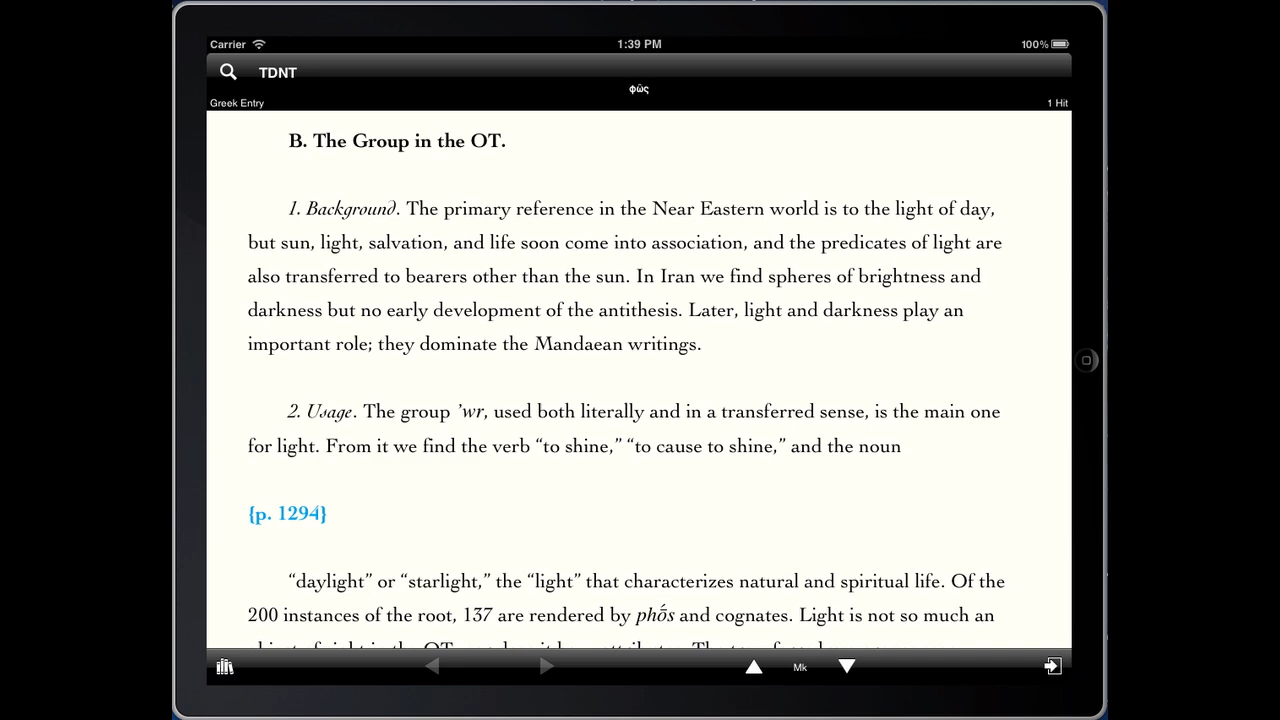 Carrier 1:39 PM 100%
TDNT
φῶς
Greek Entry 1 Hit
B. The Group in the OT.
1. Background. The primary reference in the Near Eastern world is to the light of day,
but sun, light, salvation, and life soon come into association, and the predicates of light are
also transferred to bearers other than the sun. In Iran we find spheres of brightness and
darkness but no early development of the antithesis. Later, light and darkness play an
important role; they dominate the Mandaean writings.
2. Usage. The group ’wr, used both literally and in a transferred sense, is the main one
for light. From it we find the verb “to shine,” “to cause to shine,” and the noun
{p. 1294}
“daylight” or “starlight,” the “light” that characterizes natural and spiritual life. Of the
200 instances of the root, 137 are rendered by phṓs and cognates. Light is not so much an
Mk